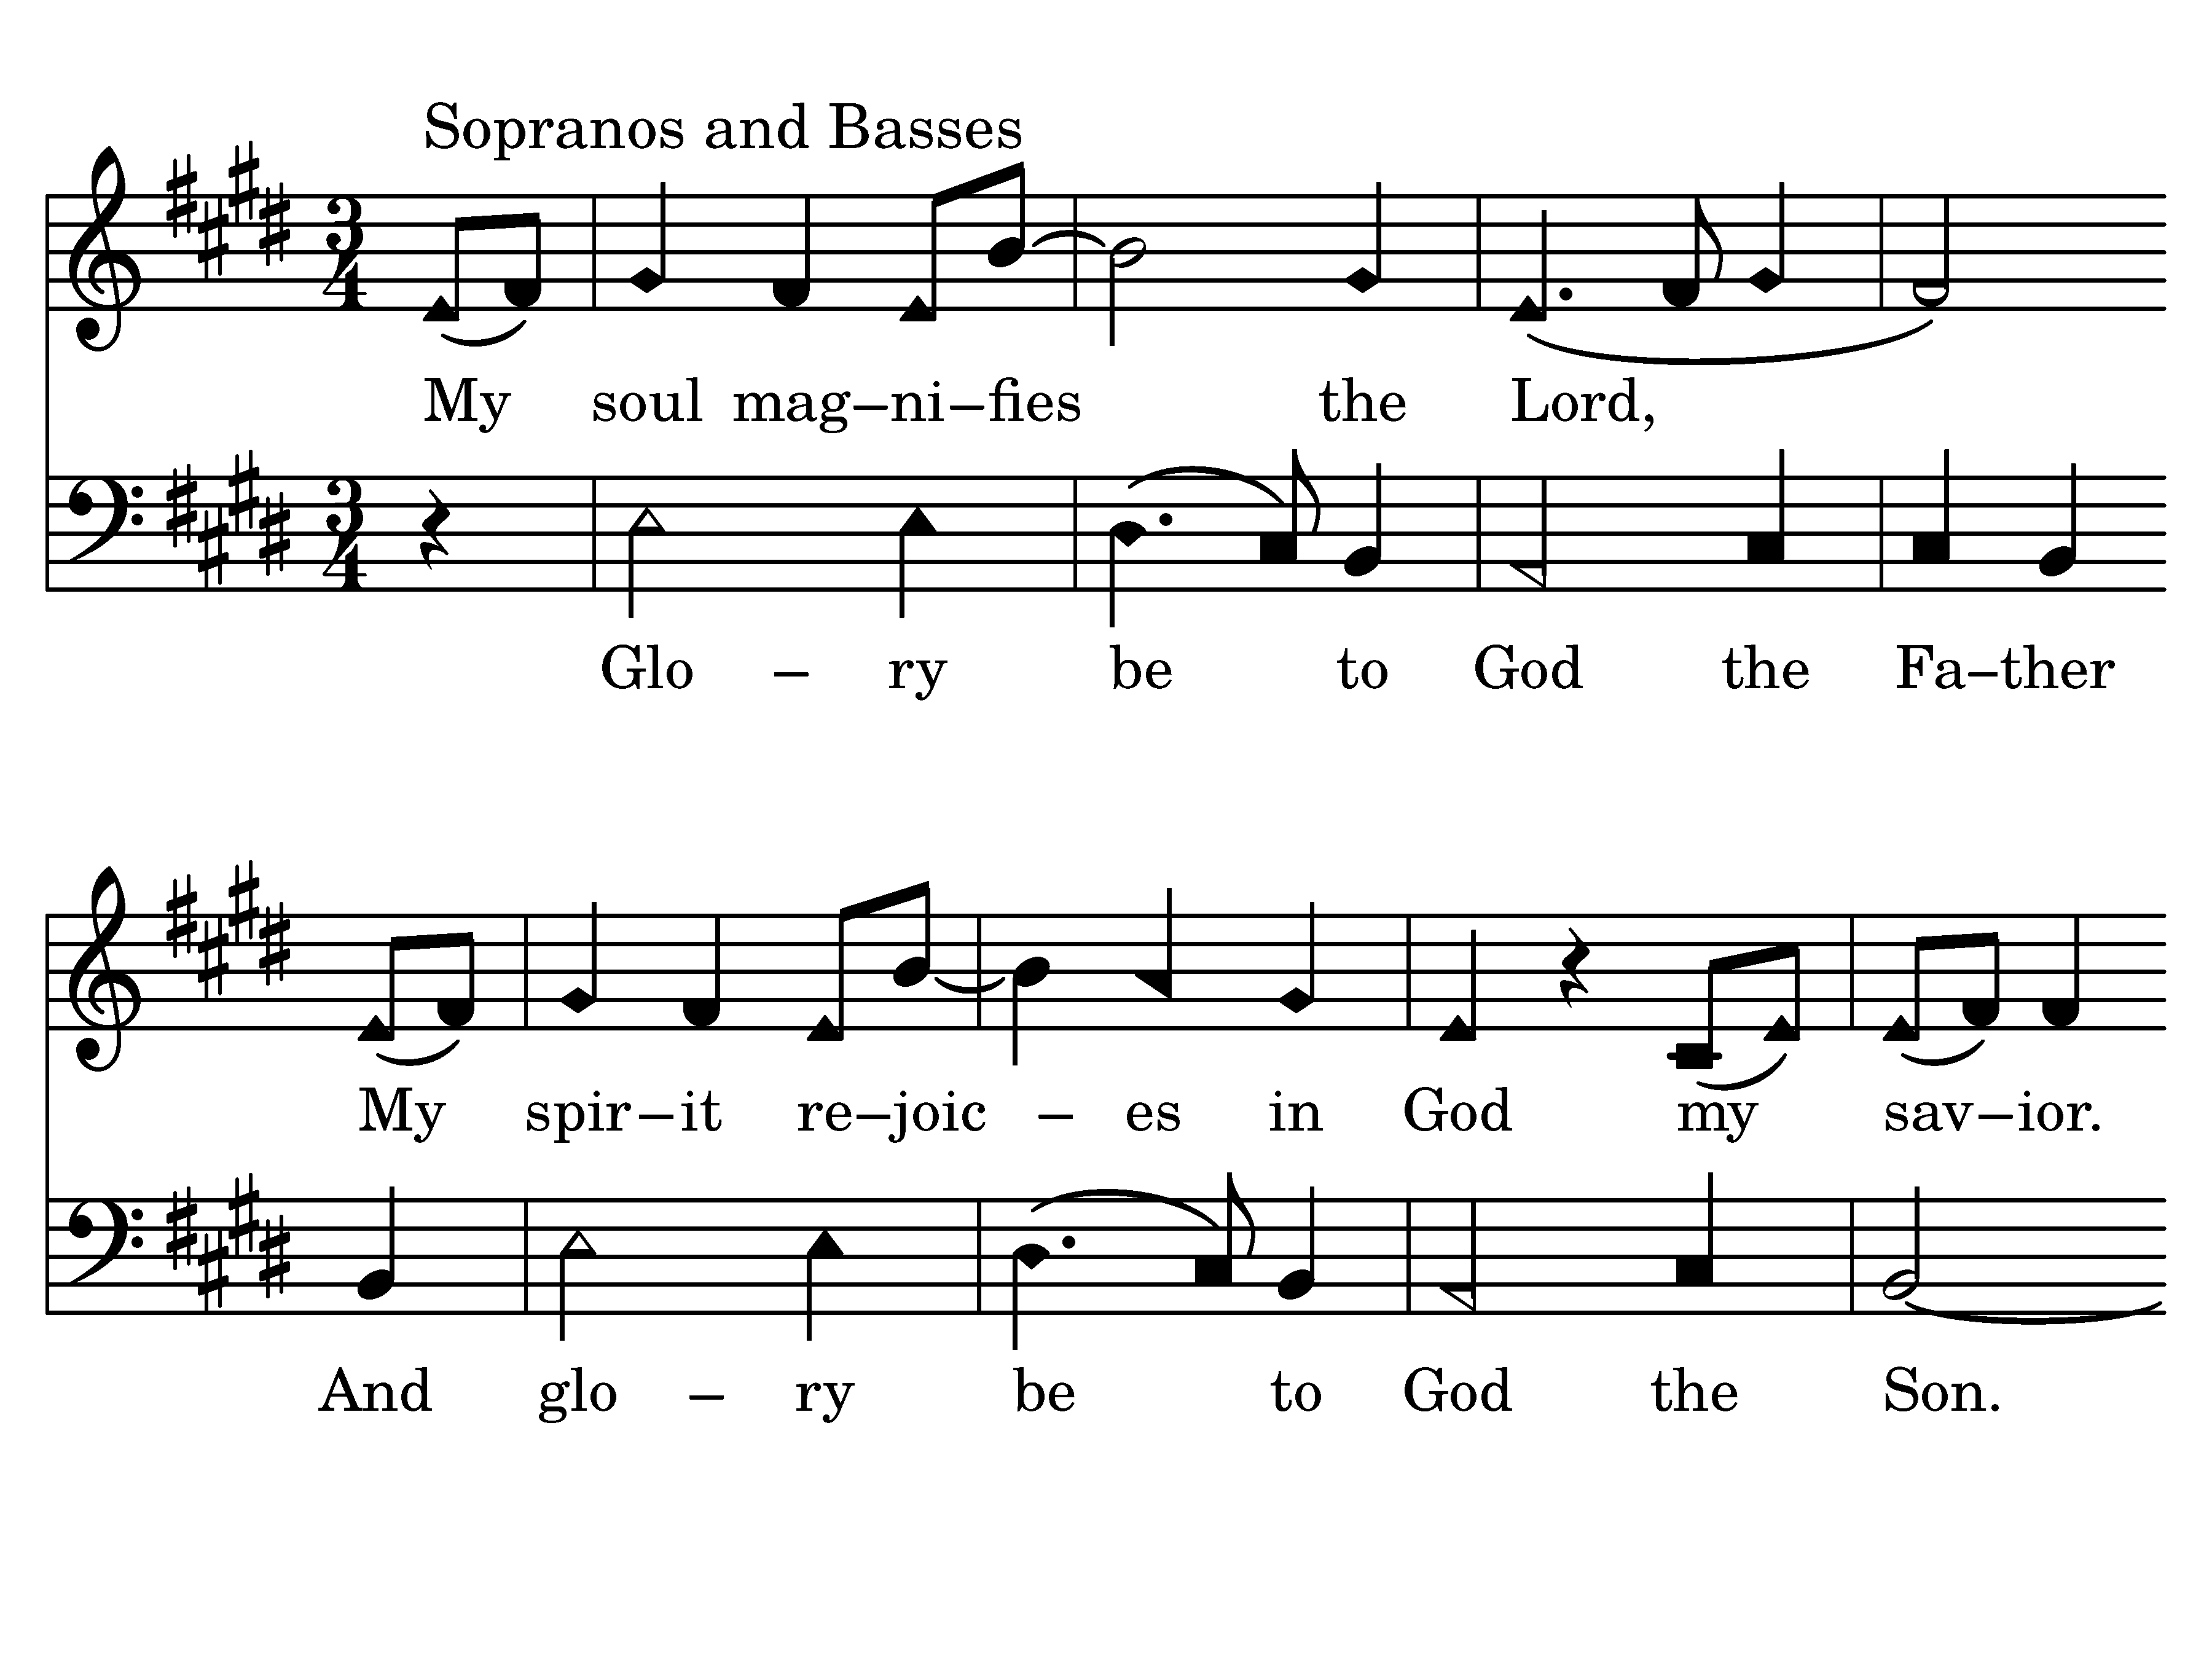 Sopranos and Basses
3
4
My soul mag–ni–fies the Lord,
3
4
Glo – ry be to God the Fa–ther
My spir–it re–joic – es in God my sav–ior.
And glo – ry be to God the Son.